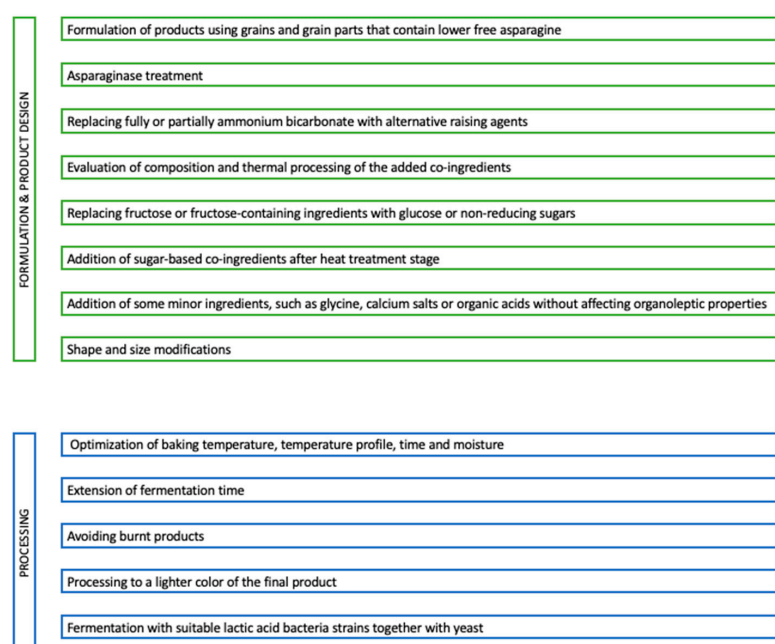 FORMULATION & PRODUCT DESIGN
Formulation of products using grains and grain parts that contain lower free asparagine
Asparaginase treatment
Replacing fully or partially ammonium bicarbonate with alternative raising agents
Evaluation of composition and thermal processing of the added co-ingredients
Replacing fructose or fructose-containing ingredients with glucose or non-reducing sugars
Addition of sugar-based co-ingredients after heat treatment stage
Addition of some minor ingredients, such as glycine, calcium salts or organic acids without affecting organoleptic properties
Shape and size modifications
PROCESSING
Optimization of baking temperature, temperature profile, time and moisture
Extension of fermentation time
Avoiding burnt products
Processing to a lighter color of the final product
Fermentation with suitable lactic acid bacteria strains together with yeast